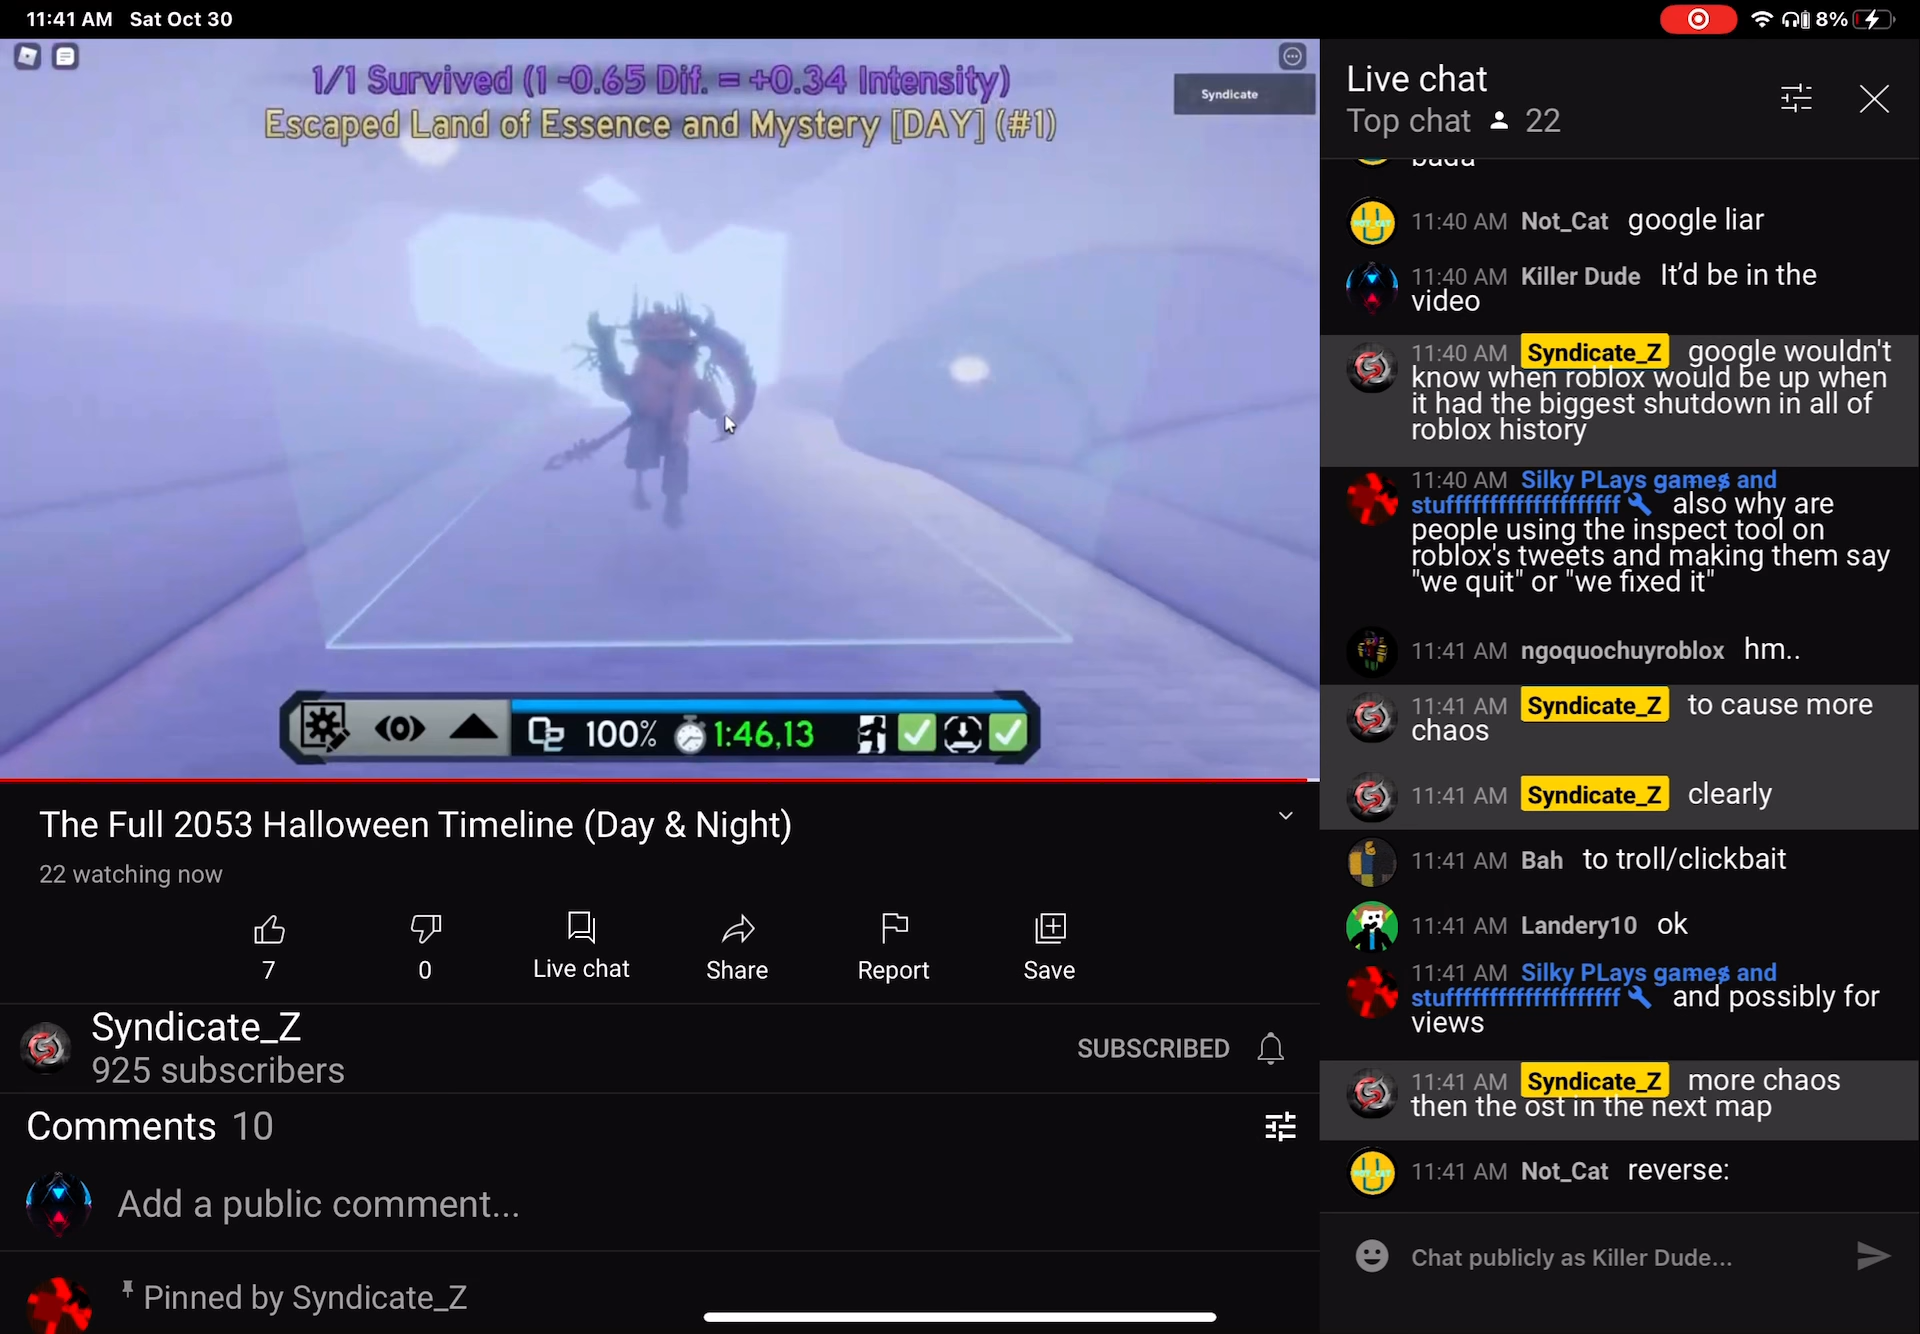 11:41 AM Sat Oct 30
8%
1/1 Survived (1 -0.65 Dif. = +0.34 Intensity)
Escaped Land of Essence and Mystery [DAY] (#1)
Syndicate
100% 1:46,13
The Full 2053 Halloween Timeline (Day & Night)
22 watching now
7
0
Live chat
Share
Report
Save
Syndicate_Z
925 subscribers
SUBSCRIBED
Comments 10
Add a public comment...
Pinned by Syndicate_Z
Live chat
Top chat 22
bada
11:40 AM Not_Cat google liar
11:40 AM Killer Dude It’d be in the
video
11:40 AM Syndicate_Z google wouldn't
know when roblox would be up when
it had the biggest shutdown in all of
roblox history
11:40 AM Silky PLays gameꞩ and
stuffffffffffffffffffff also why are
people using the inspect tool on
roblox's tweets and making them say
"we quit" or "we fixed it"
11:41 AM ngoquochuyroblox hm..
11:41 AM Syndicate_Z to cause more
chaos
11:41 AM Syndicate_Z clearly
11:41 AM Bah to troll/clickbait
11:41 AM Landery10 ok
11:41 AM Silky PLays gameꞩ and
stuffffffffffffffffffff and possibly for
views
11:41 AM Syndicate_Z more chaos
then the ost in the next map
11:41 AM Not_Cat reverse:
Chat publicly as Killer Dude...